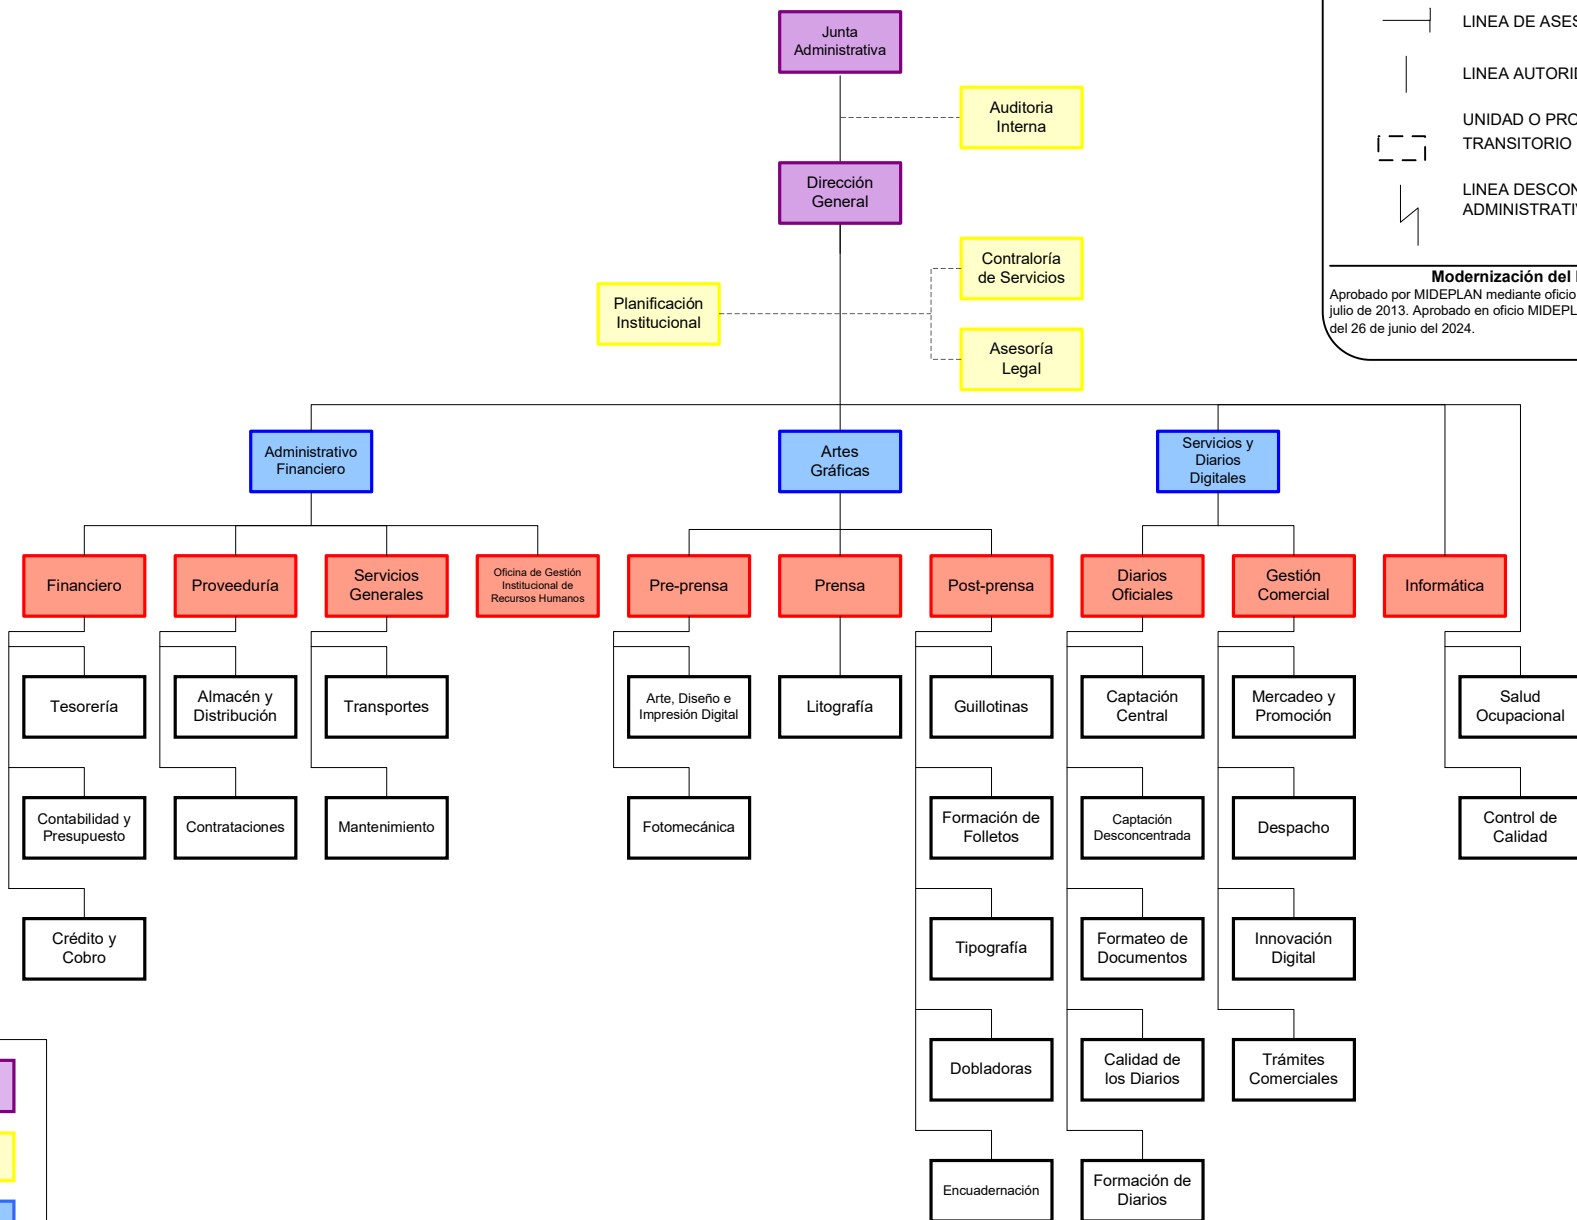 Junta
Administrativa
Auditoria
Interna
Dirección
General
Contraloría
de Servicios
Planificación
Institucional
Asesoría
Legal
LINEA DE
LINEA
UNIDAD O
TRANSITORIO
LINEA
Modernización del
Aprobado por MIDEPLAN mediante oficio
julio de 2013. Aprobado en oficio
del 26 de junio del 2024.
Administrativo
Financiero
Artes
Gráficas
Servicios y
Diarios
Digitales
Financiero
Proveeduría
Servicios
Generales
Oficina de Gestión
Institucional de
Recursos Humanos
Pre-prensa
Prensa
Post-prensa
Diarios
Oficiales
Gestión
Comercial
Informática
Tesorería
Almacén y
Distribución
Transportes
Arte, Diseño e
Impresión Digital
Litografía
Guillotinas
Captación
Central
Mercadeo y
Promoción
Salud
Ocupacional
Contabilidad y
Presupuesto
Contrataciones
Mantenimiento
Fotomecánica
Formación de
Folletos
Captación
Desconcentrada
Despacho
Control de
Calidad
Crédito y
Cobro
Tipografía
Formateo de
Documentos
Innovación
Digital
Dobladoras
Calidad de
los Diarios
Trámites
Comerciales
Encuadernación
Formación de
Diarios